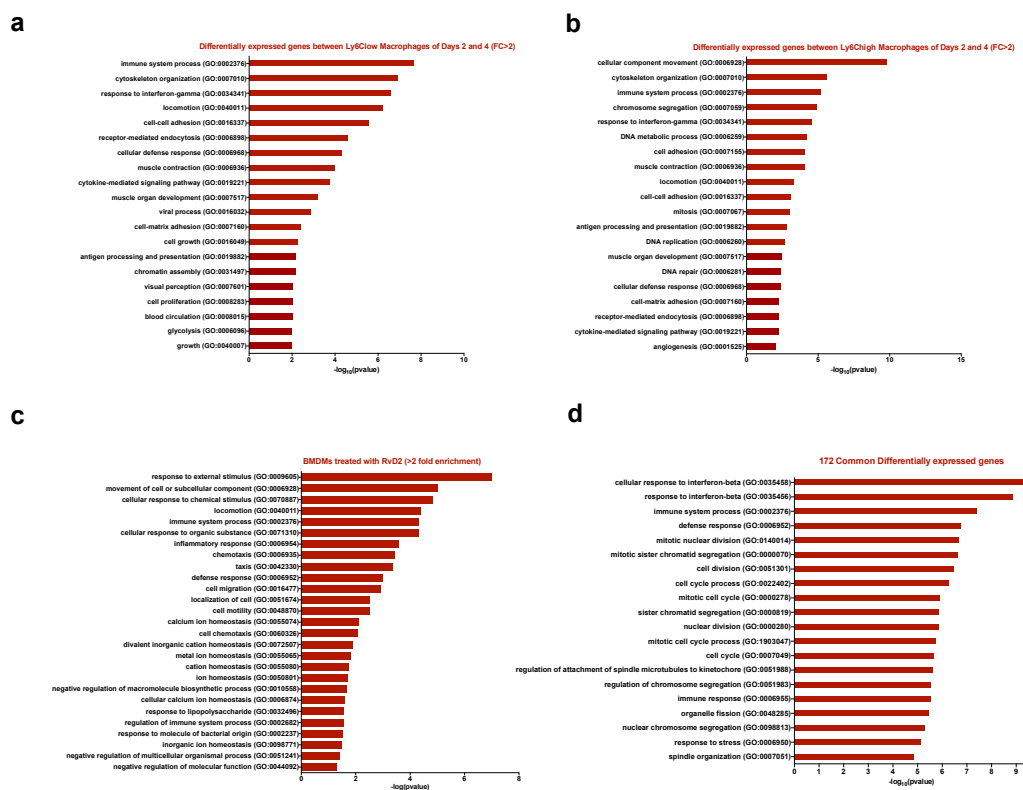 a
Differentially expressed genes between Ly6Clow Macrophages of Days 2 and 4 (FC>2)
immune system process (GO:0002376)
cytoskeleton organization (GO:0007010)
response to interferon-gamma (GO:0034341)
locomotion (GO:0040011)
cell-cell adhesion (GO:0016337)
receptor-mediated endocytosis (GO:0006898)
cellular defense response (GO:0006968)
muscle contraction (GO:0006936)
cytokine-mediated signaling pathway (GO:0019221)
muscle organ development (GO:0007517)
viral process (GO:0016032)
cell-matrix adhesion (GO:0007160)
cell growth (GO:0016049)
antigen processing and presentation (GO:0019882)
chromatin assembly (GO:0031497)
visual perception (GO:0007601)
cell proliferation (GO:0008283)
blood circulation (GO:0008015)
glycolysis (GO:0006096)
growth (GO:0040007)
0 2 4 6 8 10
-log10(pvalue)
b
Differentially expressed genes between Ly6Chigh Macrophages of Days 2 and 4 (FC>2)
cellular component movement (GO:0006928)
cytoskeleton organization (GO:0007010)
immune system process (GO:0002376)
chromosome segregation (GO:0007059)
response to interferon-gamma (GO:0034341)
DNA metabolic process (GO:0006259)
cell adhesion (GO:0007155)
muscle contraction (GO:0006936)
locomotion (GO:0040011)
cell-cell adhesion (GO:0016337)
mitosis (GO:0007067)
antigen processing and presentation (GO:0019882)
DNA replication (GO:0006260)
muscle organ development (GO:0007517)
DNA repair (GO:0006281)
cellular defense response (GO:0006968)
cell-matrix adhesion (GO:0007160)
receptor-mediated endocytosis (GO:0006898)
cytokine-mediated signaling pathway (GO:0019221)
angiogenesis (GO:0001525)
0 5 10 15
-log10(pvalue)
c
BMDMs treated with RvD2 (>2 fold enrichment)
response to external stimulus (GO:0009605)
movement of cell or subcellular component (GO:0006928)
cellular response to chemical stimulus (GO:0070887)
locomotion (GO:0040011)
immune system process (GO:0002376)
cellular response to organic substance (GO:0071310)
inflammatory response (GO:0006954)
chemotaxis (GO:0006935)
taxis (GO:0042330)
defense response (GO:0006952)
cell migration (GO:0016477)
localization of cell (GO:0051674)
cell motility (GO:0048870)
calcium ion homeostasis (GO:0055074)
cell chemotaxis (GO:0060326)
divalent inorganic cation homeostasis (GO:0072507)
metal ion homeostasis (GO:0055065)
cation homeostasis (GO:0055080)
ion homeostasis (GO:0050801)
negative regulation of macromolecule biosynthetic process (GO:0010558)
cellular calcium ion homeostasis (GO:0006874)
response to lipopolysaccharide (GO:0032496)
regulation of immune system process (GO:0002682)
response to molecule of bacterial origin (GO:0002237)
inorganic ion homeostasis (GO:0098771)
negative regulation of multicellular organismal process (GO:0051241)
negative regulation of molecular function (GO:0044092)
0 2 4 6 8
-log(pvalue)
d
172 Common Differentially expressed genes
cellular response to interferon-beta (GO:0035458)
response to interferon-beta (GO:0035456)
immune system process (GO:0002376)
defense response (GO:0006952)
mitotic nuclear division (GO:0140014)
mitotic sister chromatid segregation (GO:0000070)
cell division (GO:0051301)
cell cycle process (GO:0022402)
mitotic cell cycle (GO:0000278)
sister chromatid segregation (GO:0000819)
nuclear division (GO:0000280)
mitotic cell cycle process (GO:1903047)
cell cycle (GO:0007049)
regulation of attachment of spindle microtubules to kinetochore (GO:0051988)
regulation of chromosome segregation (GO:0051983)
immune response (GO:0006955)
organelle fission (GO:0048285)
nuclear chromosome segregation (GO:0098813)
response to stress (GO:0006950)
spindle organization (GO:0007051)
0 1 2 3 4 5 6 7 8 9
-log10(pvalue)